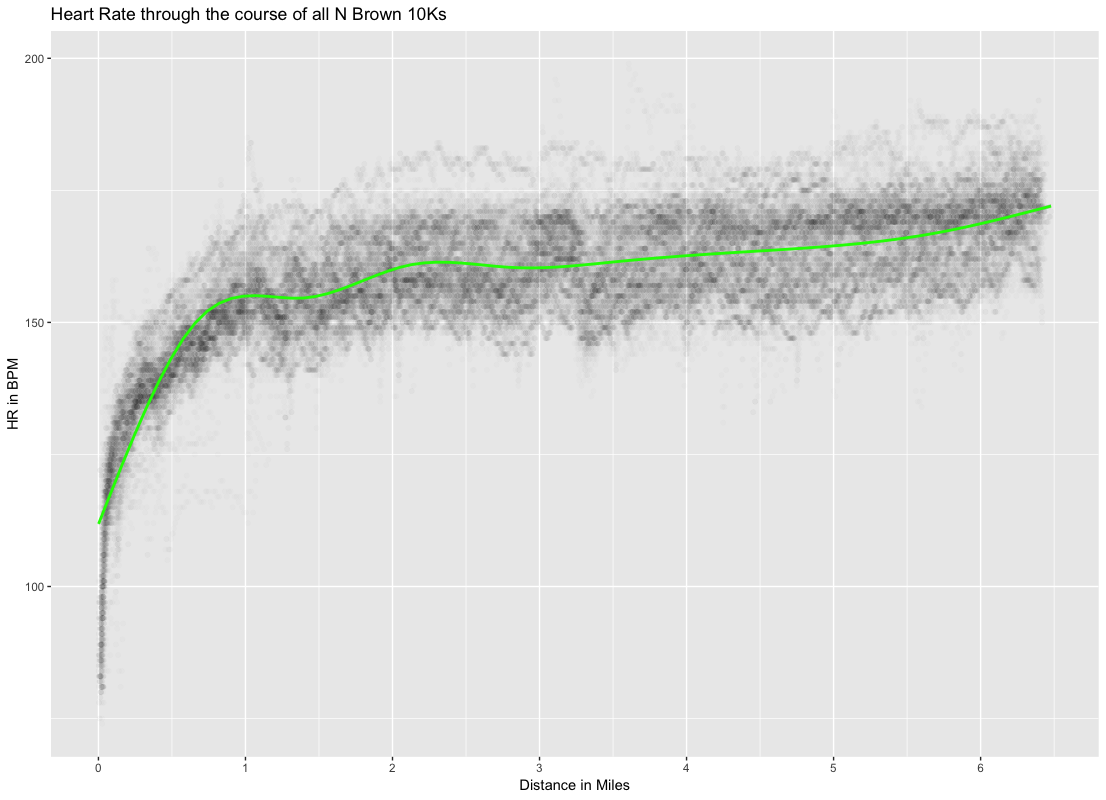 Heart Rate through the course of all N Brown 10Ks
200
150
100
HR in BPM
0 1 2 3 4 5 6
Distance in Miles